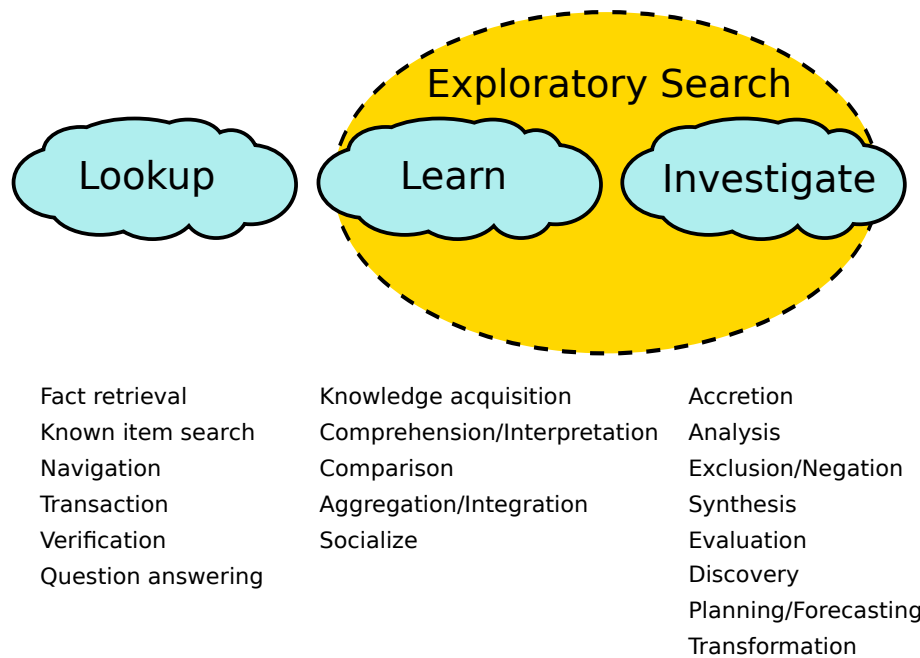 Exploratory Search
Lookup
Learn
Investigate
Fact retrieval
Known item search
Navigation
Transaction
Verification
Question answering
Knowledge acquisition
Comprehension/Interpretation
Comparison
Aggregation/Integration
Socialize
Accretion
Analysis
Exclusion/Negation
Synthesis
Evaluation
Discovery
Planning/Forecasting
Transformation